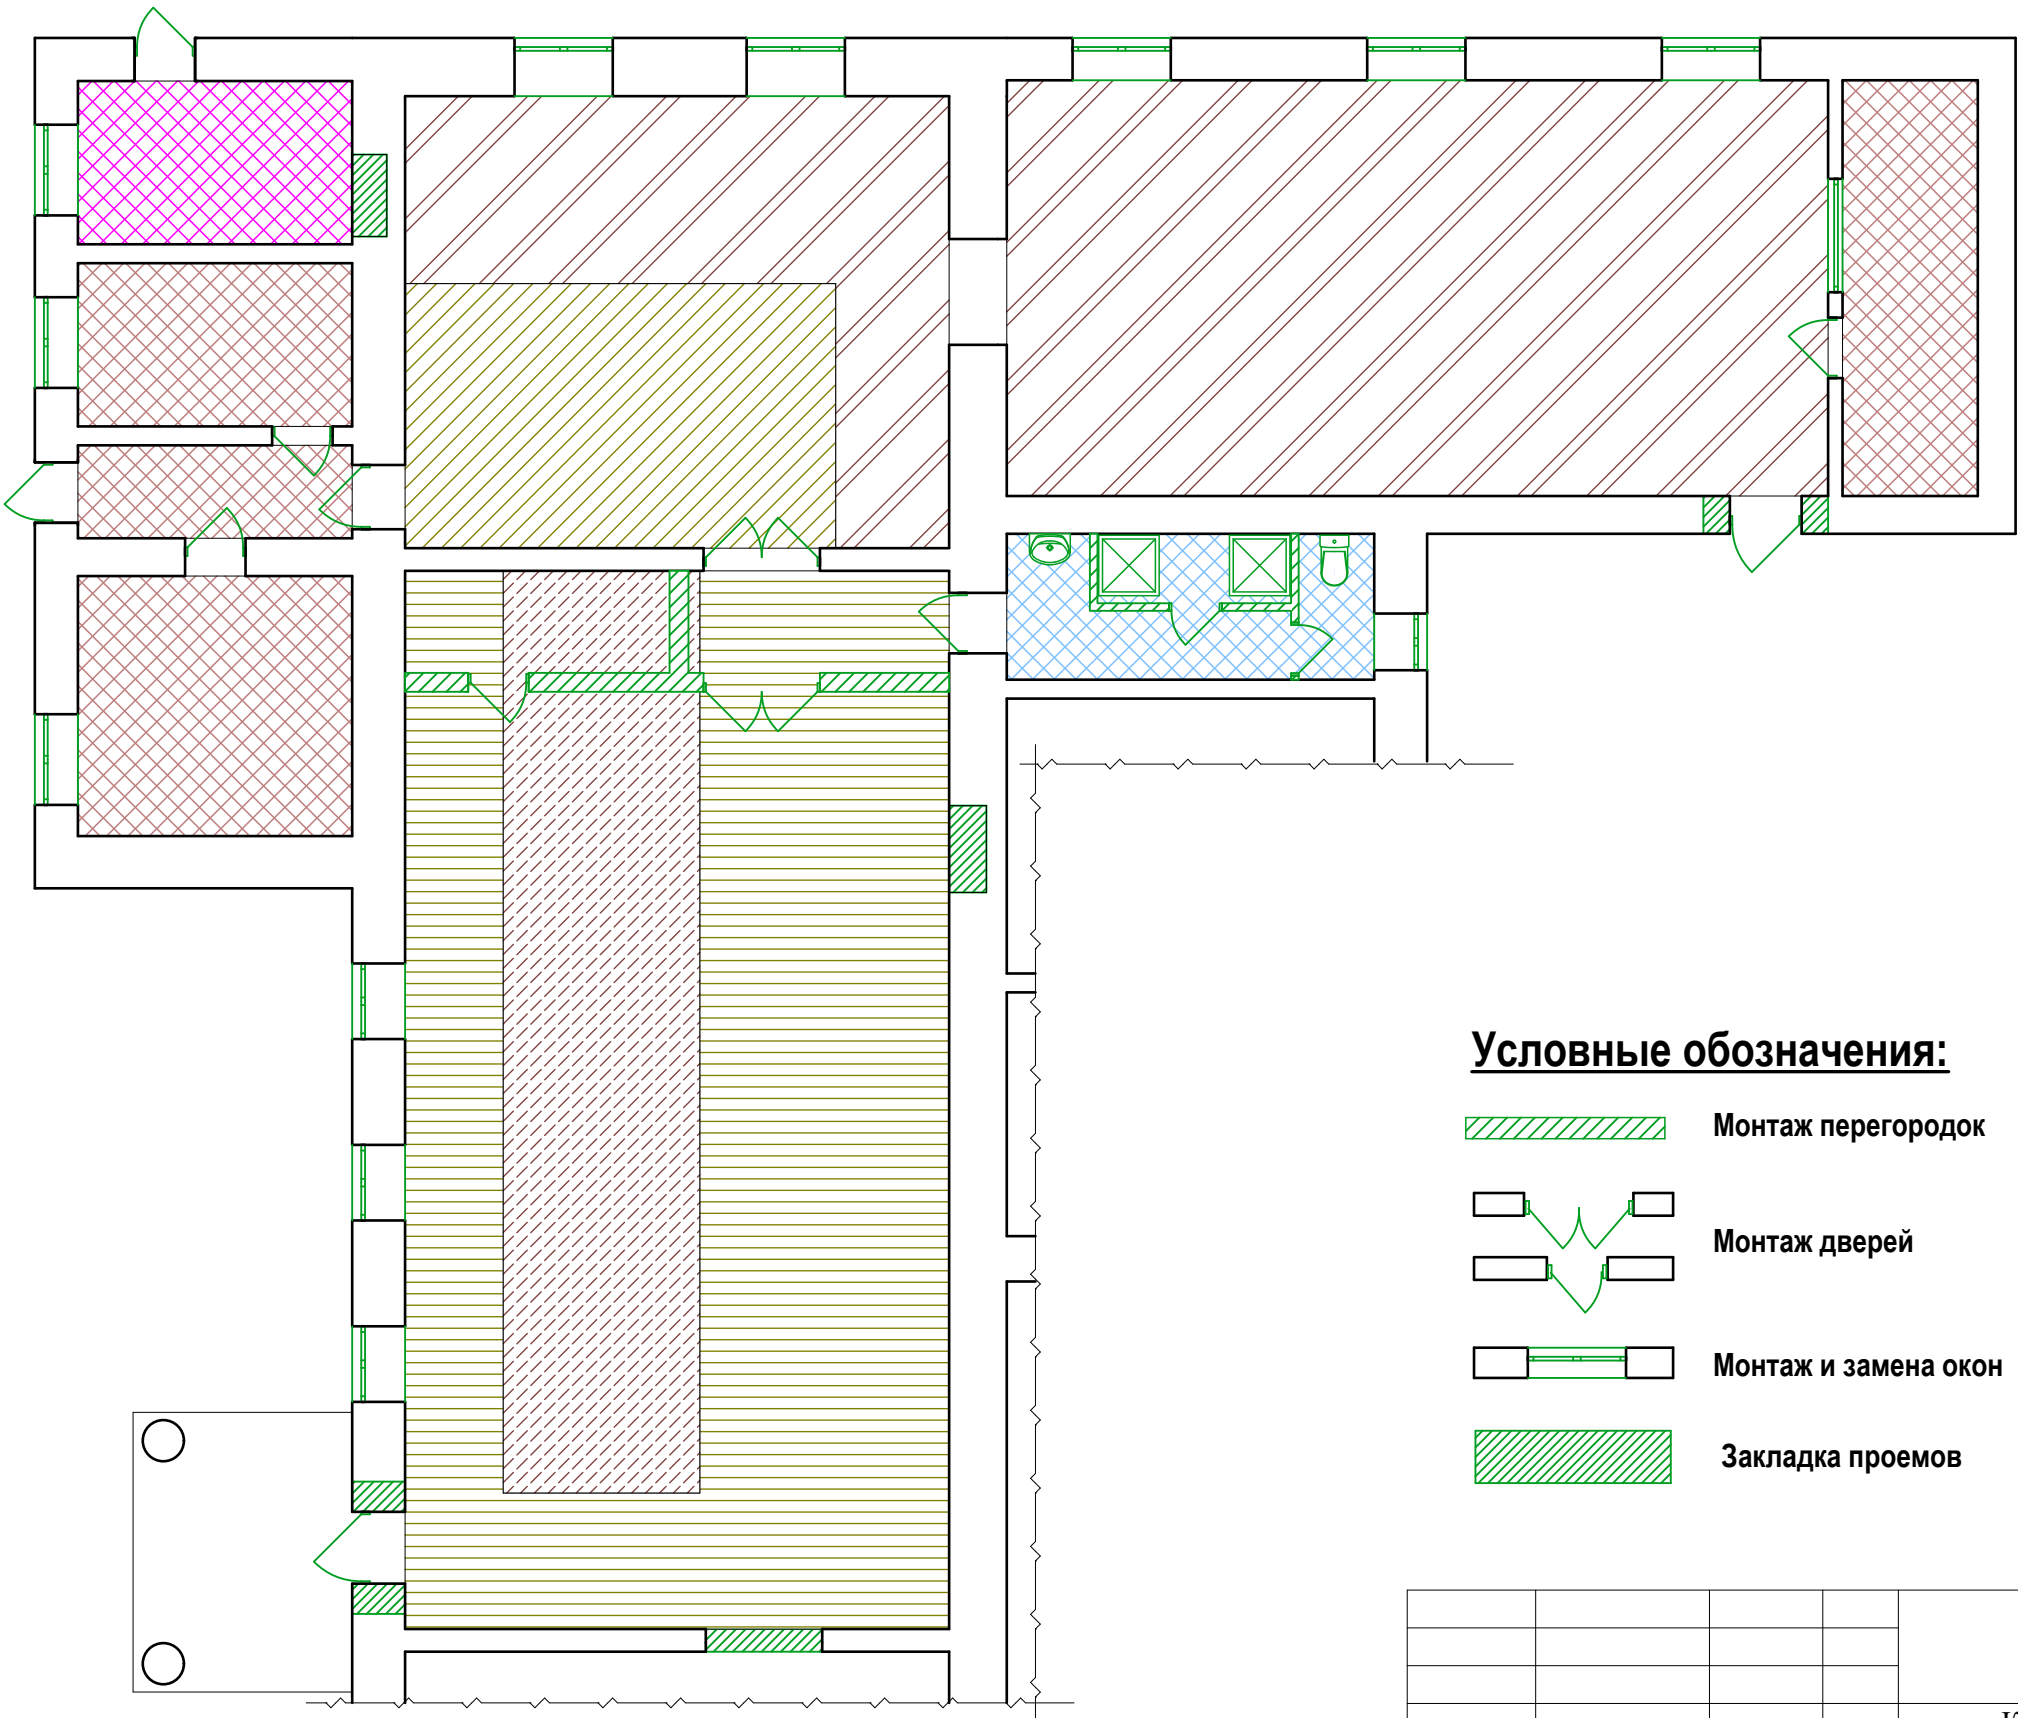 Условные обозначения:
Монтаж перегородок
Монтаж дверей
Монтаж и замена окон
Закладка проемов